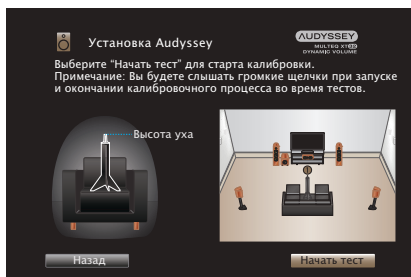 Установка Audyssey
AUDYSSEY
MULTEQ XT32
DYNAMIC VOLUME
Выберите “Начать тест” для старта калибровки.
Примечание: Вы будете слышать громкие щелчки при запуске
и окончании калибровочного процесса во время тестов.
Высота уха
Назад
Начать тест